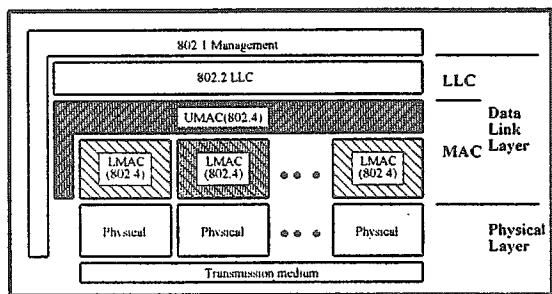 802 1 Management
802.2 LLC
LLC
UMAC(802.4)
Data
Link
Layer
MAC
LMAC
(802 4)
LMAC
(802.4)
LMAC
(802 4)
Physical
Physical
Physical
Physical
Layer
Transmission medium